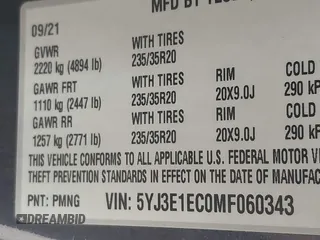 MFD BY
09/21
GVWR WITH TIRES
2220 kg (4894 lb) 235/35R20
GAWR FRT WITH TIRES RIM COLD
1110 kg (2447 lb) 235/35R20 20X9.0J 290 kP
GAWR RR WITH TIRES RIM COLD
1257 kg (2771 lb) 235/35R20 20X9.0J 290 kP
THIS VEHICLE CONFORMS TO ALL APPLICABLE U.S. FEDERAL MOTOR
THEFT PREVENTION STANDARDS IN EFFECT ON THE DATE OF MANUFAC
PNT: PMNG VIN: 5YJ3E1EC0MF060343
DREAMBID